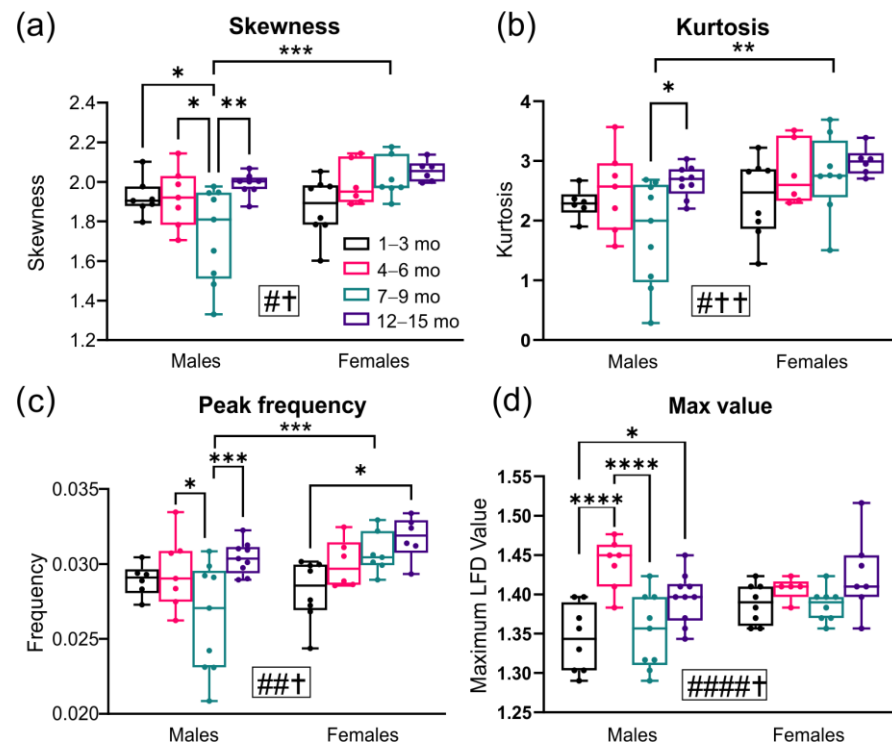 (a)
Skewness
***
*
*
**
Skewness
2.4
2.2
2.0
1.8
1.6
1.4
1.2
1–3 mo
4–6 mo
7–9 mo
12–15 mo
#†
Males
Females
(b)
Kurtosis
**
*
Kurtosis
4
3
2
1
0
#††
Males
Females
(c)
Peak frequency
***
***
*
*
Frequency
0.035
0.030
0.025
0.020
##†
Males
Females
(d)
Max value
*
****
****
Maximum LFD Value
1.55
1.50
1.45
1.40
1.35
1.30
1.25
####†
Males
Females